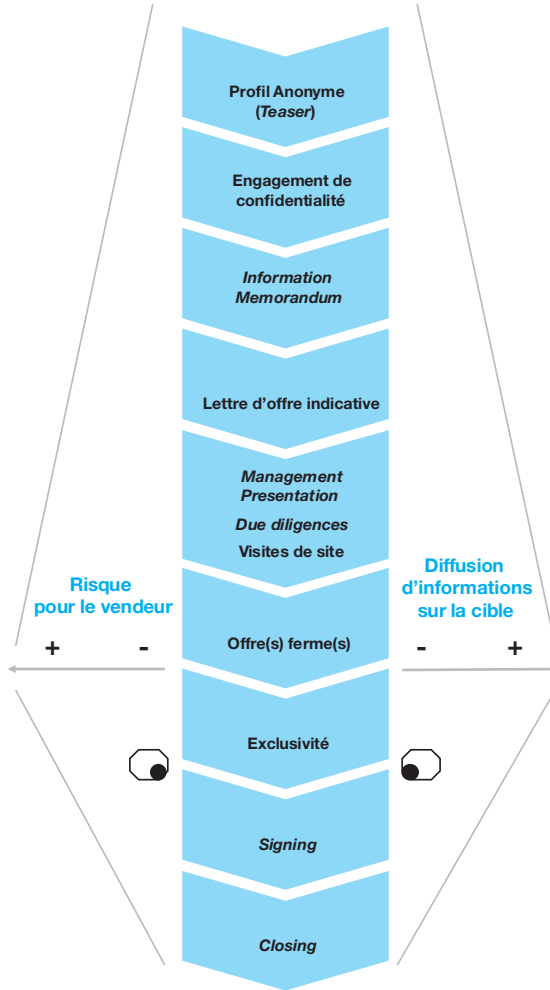 Profil Anonyme
(Teaser)
Engagement de
confidentialité
Information
Memorandum
Lettre d'offre indicative
Management
Presentation
Due diligences
Visites de site
Risque
pour le vendeur
+ -
Diffusion
d'informations
sur la cible
- +
Offre(s) ferme(s)
Exclusivité
Signing
Closing